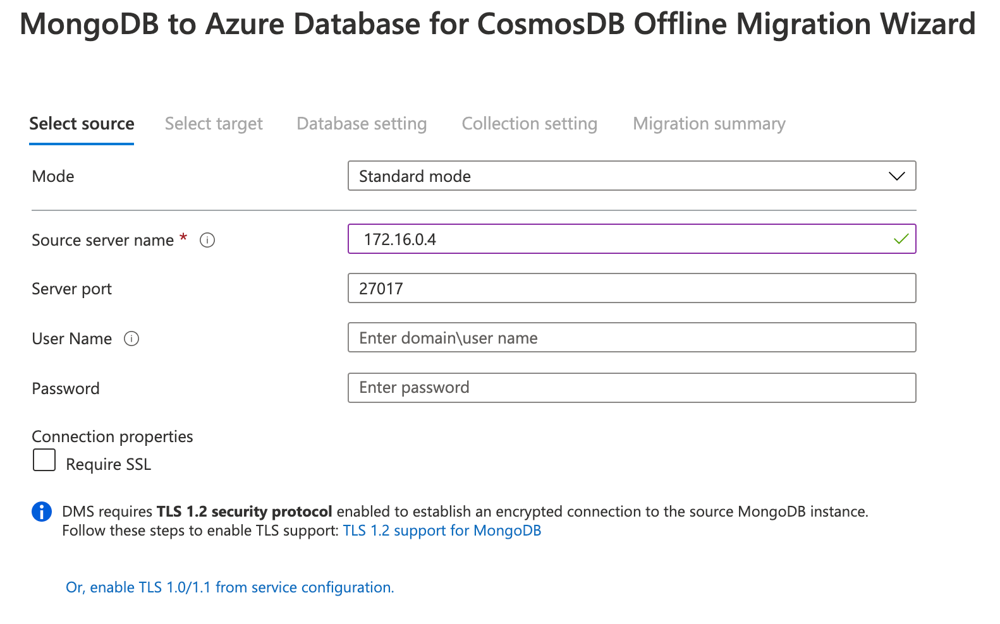 MongoDB to Azure Database for CosmosDB Offline Migration Wizard
Select source Select target Database setting Collection setting Migration summary
Mode Standard mode
Source server name * 172.16.0.4
Server port 27017
User Name Enter domain\user name
Password Enter password
Connection properties
Require SSL
DMS requires TLS 1.2 security protocol enabled to establish an encrypted connection to the source MongoDB instance.
Follow these steps to enable TLS support: TLS 1.2 support for MongoDB
Or, enable TLS 1.0/1.1 from service configuration.